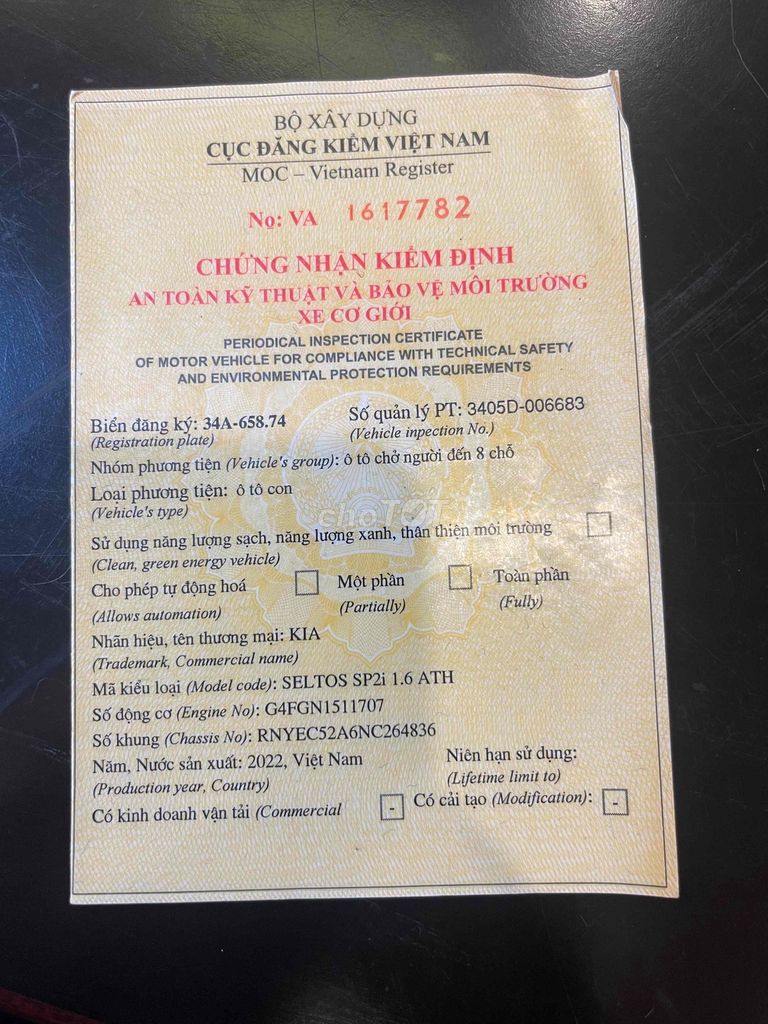 BỘ XÂY DỰNG
CỤC ĐĂNG KIỂM VIỆT NAM
MOC – Vietnam Register
No: VA 1617782
CHỨNG NHẬN KIỂM ĐỊNH
AN TOÀN KỸ THUẬT VÀ BẢO VỆ MÔI TRƯỜNG
XE CƠ GIỚI
PERIODICAL INSPECTION CERTIFICATE
OF MOTOR VEHICLE FOR COMPLIANCE WITH TECHNICAL SAFETY
AND ENVIRONMENTAL PROTECTION REQUIREMENTS
Biển đăng ký: 34A-658.74 Số quản lý PT: 3405D-006683
(Registration plate) (Vehicle inpection No.)
Nhóm phương tiện (Vehicle's group): ô tô chở người đến 8 chỗ
Loại phương tiện: ô tô con
(Vehicle's type)
choTỐT
Sử dụng năng lượng sạch, năng lượng xanh, thân thiện môi trường
(Clean, green energy vehicle)
Cho phép tự động hoá Một phần Toàn phần
(Allows automation) (Partially) (Fully)
Nhãn hiệu, tên thương mại: KIA
(Trademark, Commercial name)
Mã kiểu loại (Model code): SELTOS SP2i 1.6 ATH
Số động cơ (Engine No): G4FGN1511707
Số khung (Chassis No): RNYEC52A6NC264836
Năm, Nước sản xuất: 2022, Việt Nam Niên hạn sử dụng:
(Production year, Country) (Lifetime limit to)
Có kinh doanh vận tải (Commercial - Có cải tạo (Modification): -